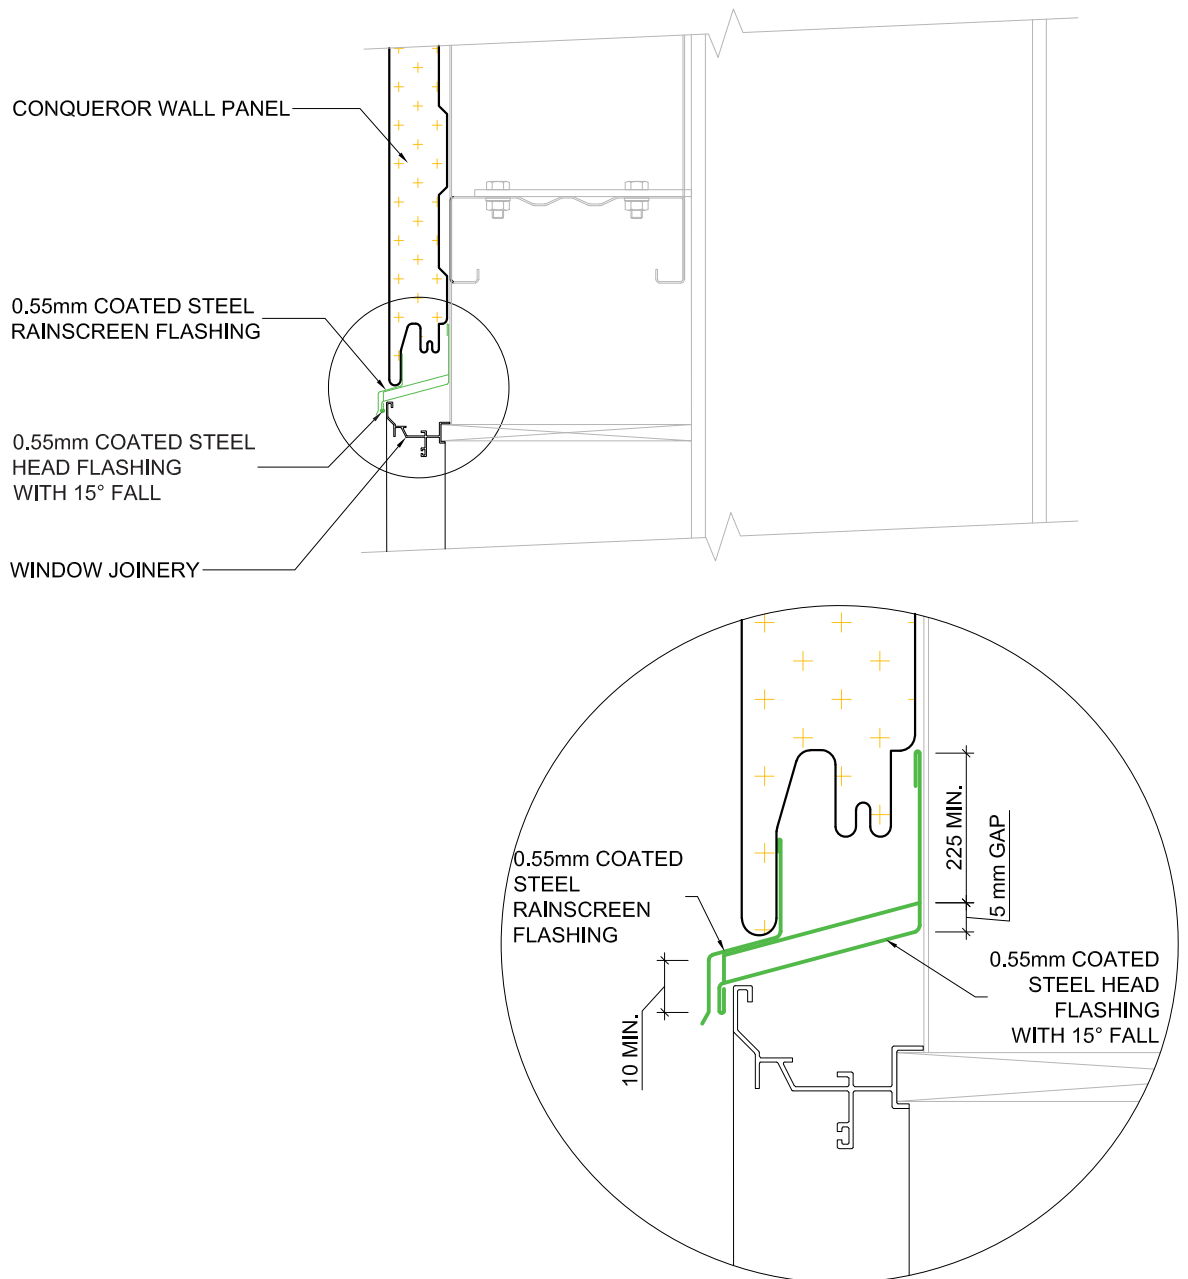 CONQUEROR WALL PANEL
0.55mm COATED STEEL
RAINSCREEN FLASHING
0.55mm COATED STEEL
HEAD FLASHING
WITH 15° FALL
WINDOW JOINERY
0.55mm COATED
STEEL
RAINSCREEN
FLASHING
225 MIN.
5 mm GAP
10 MIN.
0.55mm COATED
STEEL HEAD
FLASHING
WITH 15° FALL